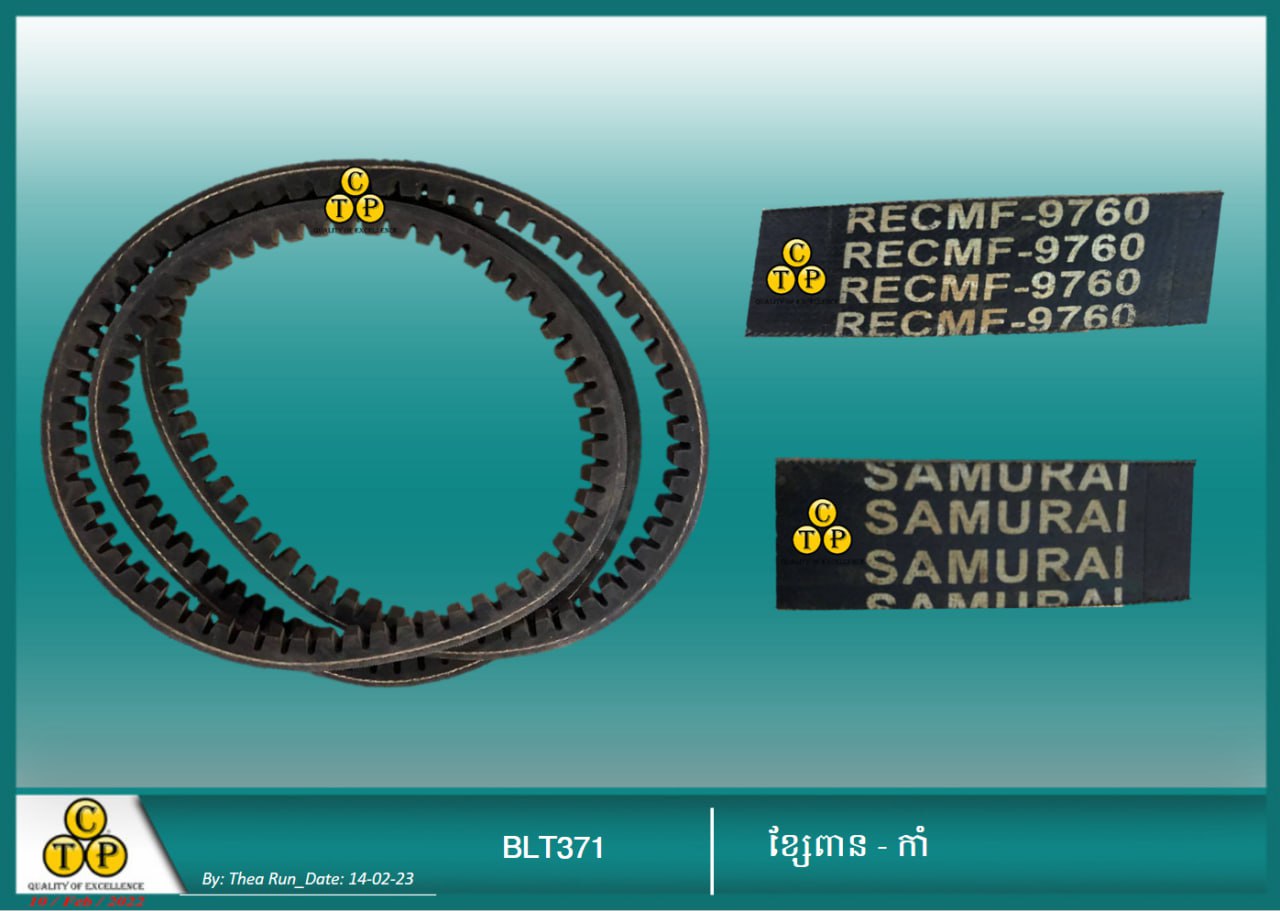 C
T P
QUALITY OF EXCELLENCE
RECMF-9760
RECMF-9760
RECMF-9760
RECMF-9760
C
T P
QUALITY OF EXCELLENCE
SAMURAI
SAMURAI
SAMURAI
SAMURAI
C
T P
QUALITY OF EXCELLENCE
C
T P
QUALITY OF EXCELLENCE
10 / Feb / 2022
By: Thea Run_Date: 14-02-23
BLT371
ខ្សែពាន - កាំ